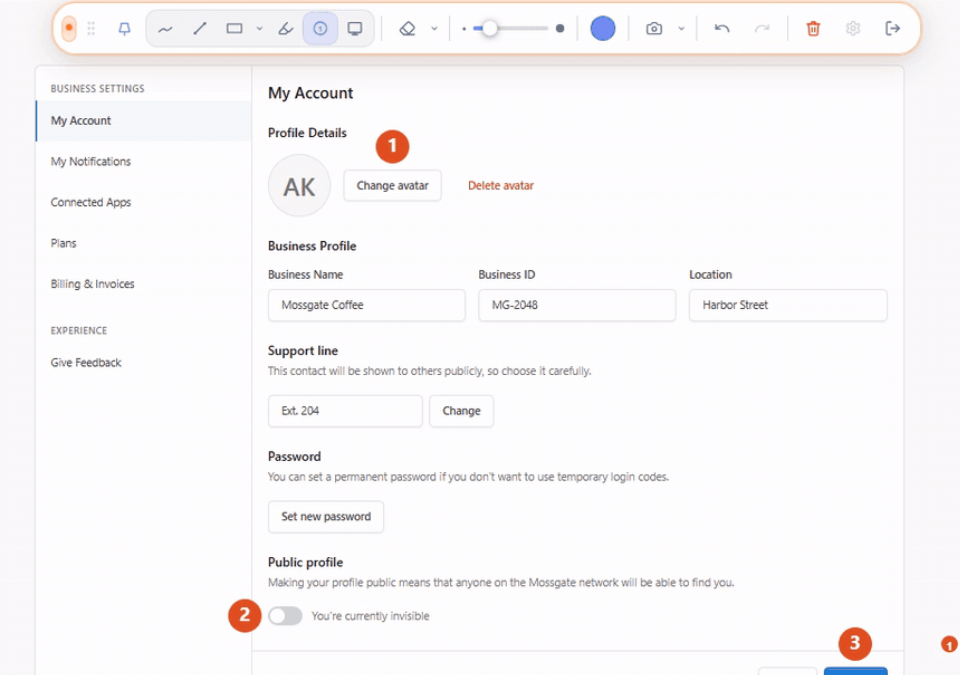 BUSINESS SETTINGS
My Account
My Notifications
Connected Apps
Plans
Billing & Invoices
EXPERIENCE
Give Feedback
My Account
Profile Details
1
AK
Change avatar
Delete avatar
Business Profile
Business Name
Business ID
Location
Mossgate Coffee
MG-2048
Harbor Street
Support line
This contact will be shown to others publicly, so choose it carefully.
Ext. 204
Change
Password
You can set a permanent password if you don't want to use temporary login codes.
Set new password
Public profile
Making your profile public means that anyone on the Mossgate network will be able to find you.
2
You're currently invisible
3
1